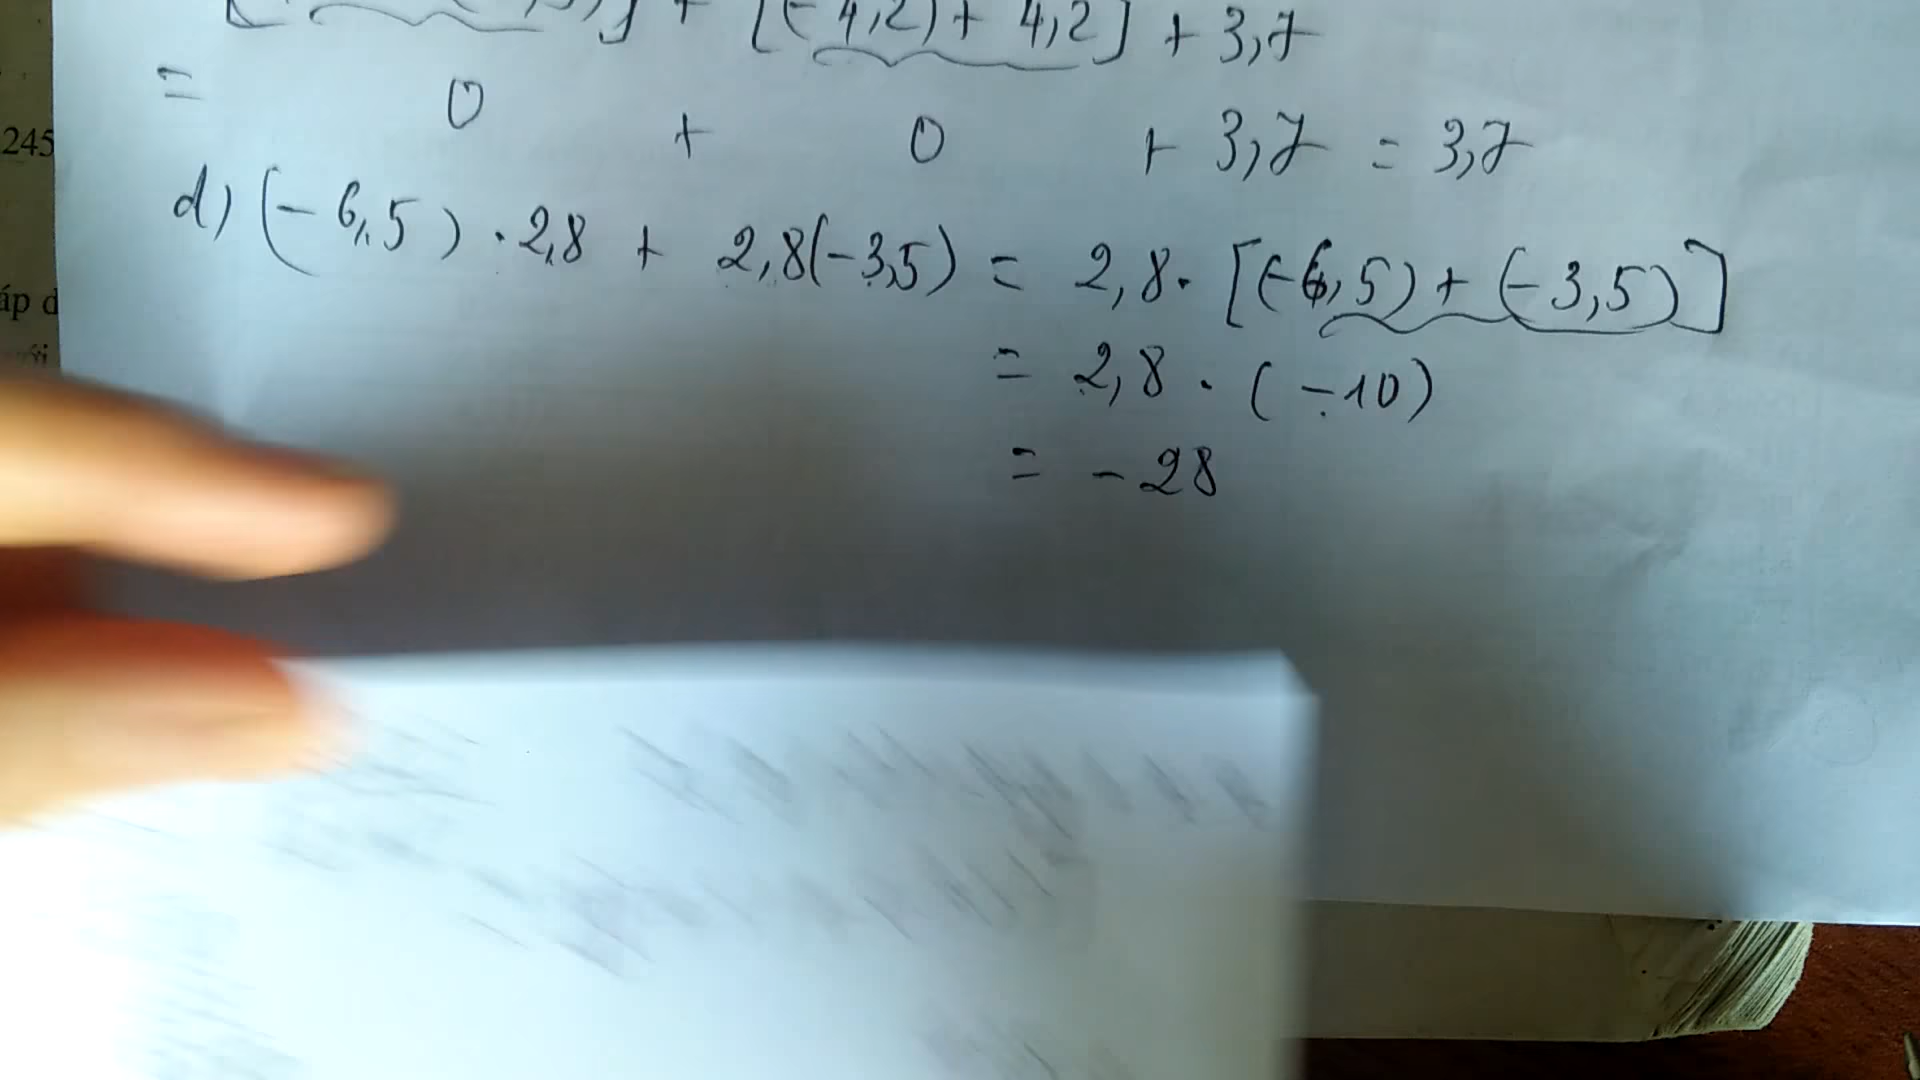 ] + [(-4,2) + 4,2] + 3,7
= 0 + 0 + 3,7 = 3,7
245
d) (-6,5) · 2,8 + 2,8(-3,5) = 2,8 · [(-6,5) + (-3,5)]
áp d
= 2,8 · (-10)
= -28